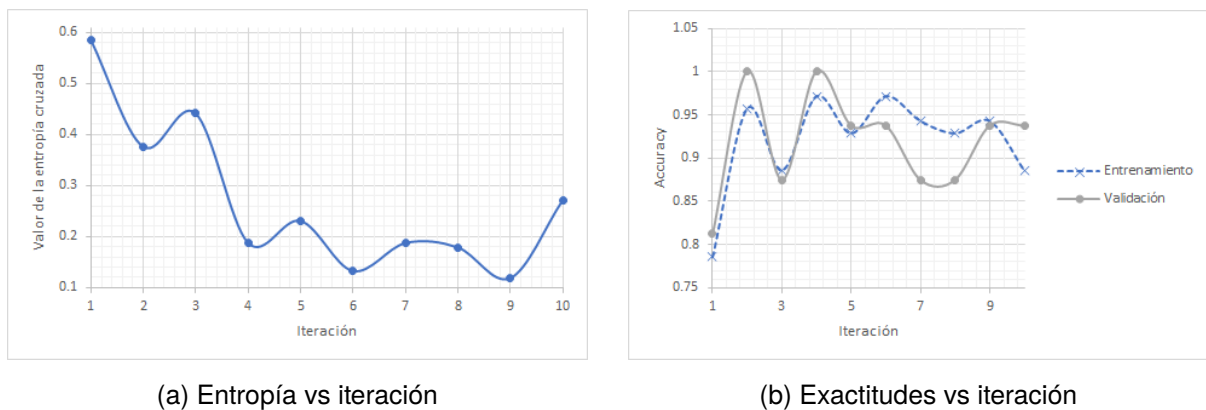 0.6
0.5
0.4
0.3
0.2
0.1
Valor de la entropía cruzada
1 2 3 4 5 6 7 8 9 10
Iteración
(a) Entropía vs iteración
1.05
1
0.95
0.9
0.85
0.8
0.75
Accuracy
1 3 5 7 9
Iteración
Entrenamiento
Validación
(b) Exactitudes vs iteración